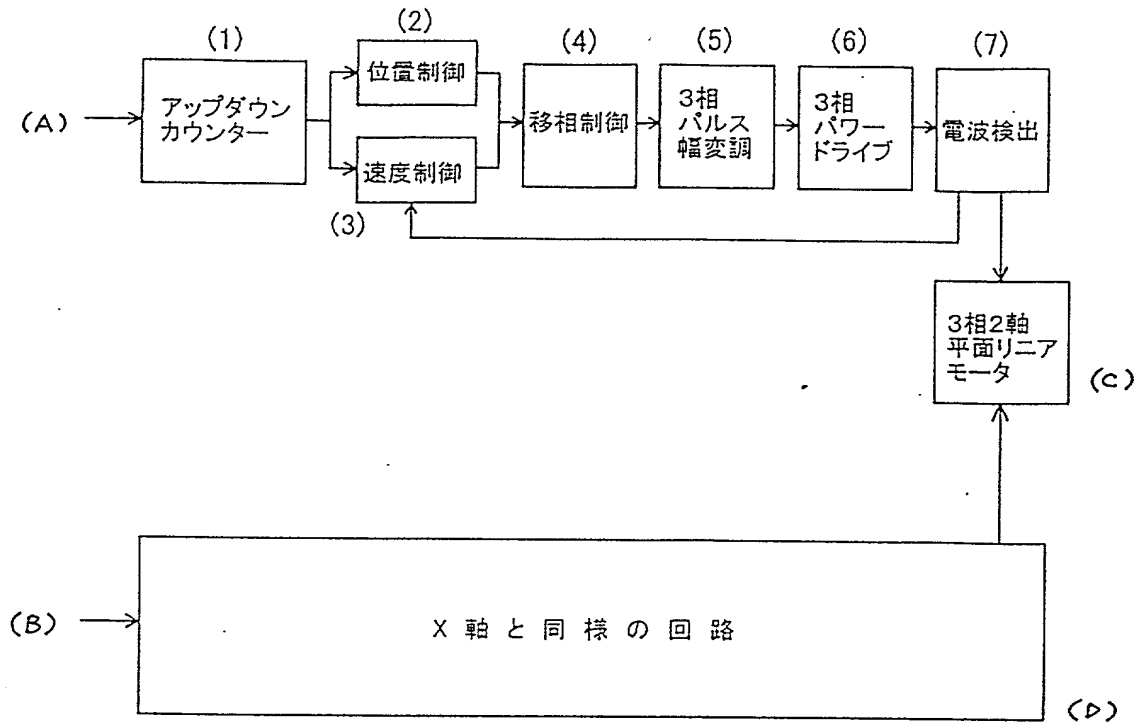 (1)
(2)
(4)
(5)
(6)
(7)
(A)
アップダウン
カウンター
位置制御
速度制御
(3)
移相制御
3相
パルス
幅変調
3相
パワー
ドライブ
電波検出
3相2軸
平面リニア
モータ
(C)
(B)
X軸と同様の回路
(D)